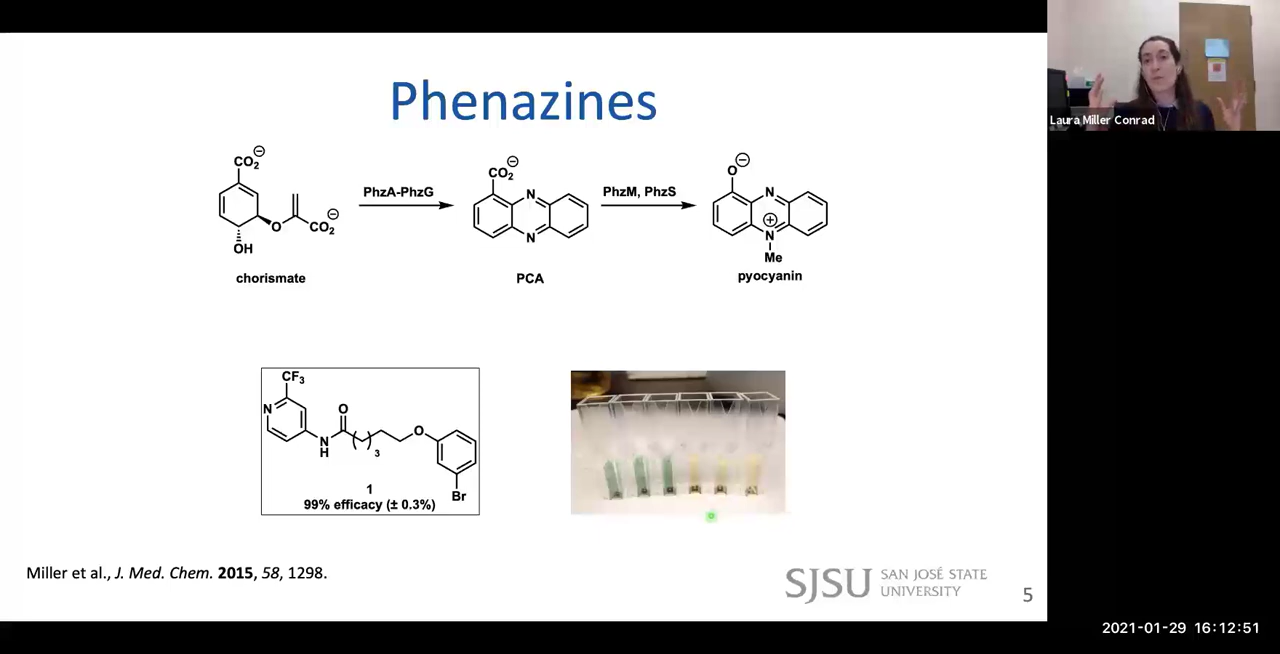 Phenazines
CO2 ⊖
O
CO2 ⊖
OH
chorismate
PhzA-PhzG
CO2 ⊖
N
N
PCA
PhzM, PhzS
O ⊖
N
⊕
N
Me
pyocyanin
CF3
N
N
H
O
3
O
Br
1
99% efficacy (± 0.3%)
Miller et al., J. Med. Chem. 2015, 58, 1298.
SJSU SAN JOSÉ STATE
UNIVERSITY
5
Laura Miller Conrad
2021-01-29 16:12:51